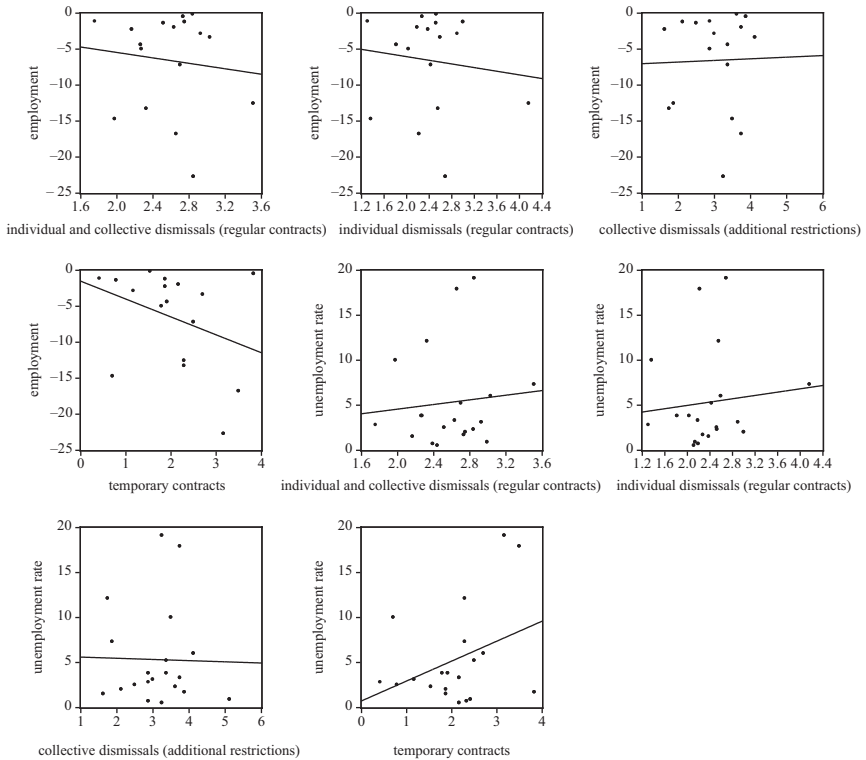 employment
0
−5
−10
−15
−20
−25
1.6 2.0 2.4 2.8 3.2 3.6
individual and collective dismissals (regular contracts)
employment
0
−5
−10
−15
−20
−25
1.2 1.6 2.0 2.4 2.8 3.2 3.6 4.0 4.4
individual dismissals (regular contracts)
employment
0
−5
−10
−15
−20
−25
1 2 3 4 5 6
collective dismissals (additional restrictions)
employment
0
−5
−10
−15
−20
−25
0 1 2 3 4
temporary contracts
unemployment rate
20
15
10
5
0
1.6 2.0 2.4 2.8 3.2 3.6
individual and collective dismissals (regular contracts)
unemployment rate
20
15
10
5
0
1.2 1.6 2.0 2.4 2.8 3.2 3.6 4.0 4.4
individual dismissals (regular contracts)
unemployment rate
20
15
10
5
0
1 2 3 4 5 6
collective dismissals (additional restrictions)
unemployment rate
20
15
10
5
0
0 1 2 3 4
temporary contracts